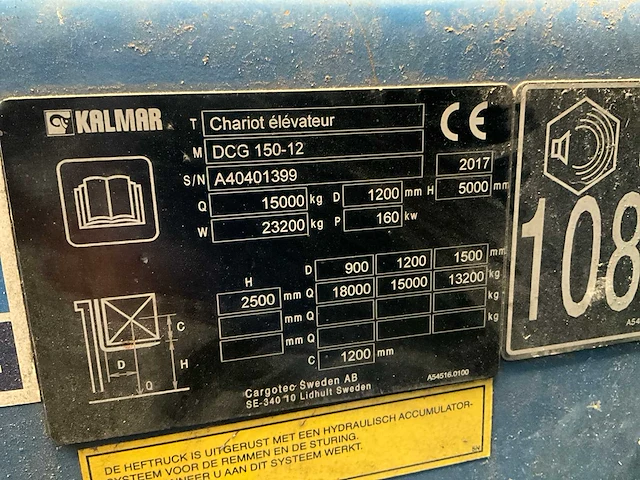 KALMAR
T Chariot élévateur
M DCG 150-12
S/N A40401399 2017
Q 15000 kg D 1200 mm H 5000 mm
W 23200 kg P 160 kw
CE
108
H D 900 1200 1500 mm
2500 mm Q 18000 15000 13200 kg
mm Q kg
mm Q kg
C 1200 mm
C
D H
Q
Cargotec Sweden AB
SE-340 10 Lidhult Sweden
A54516.0100
DE HEFTRUCK IS UITGERUST MET EEN HYDRAULISCH ACCUMULATOR-
SYSTEEM VOOR DE REMMEN EN DE STURING.
U AAN DIT SYSTEEM WERKT.